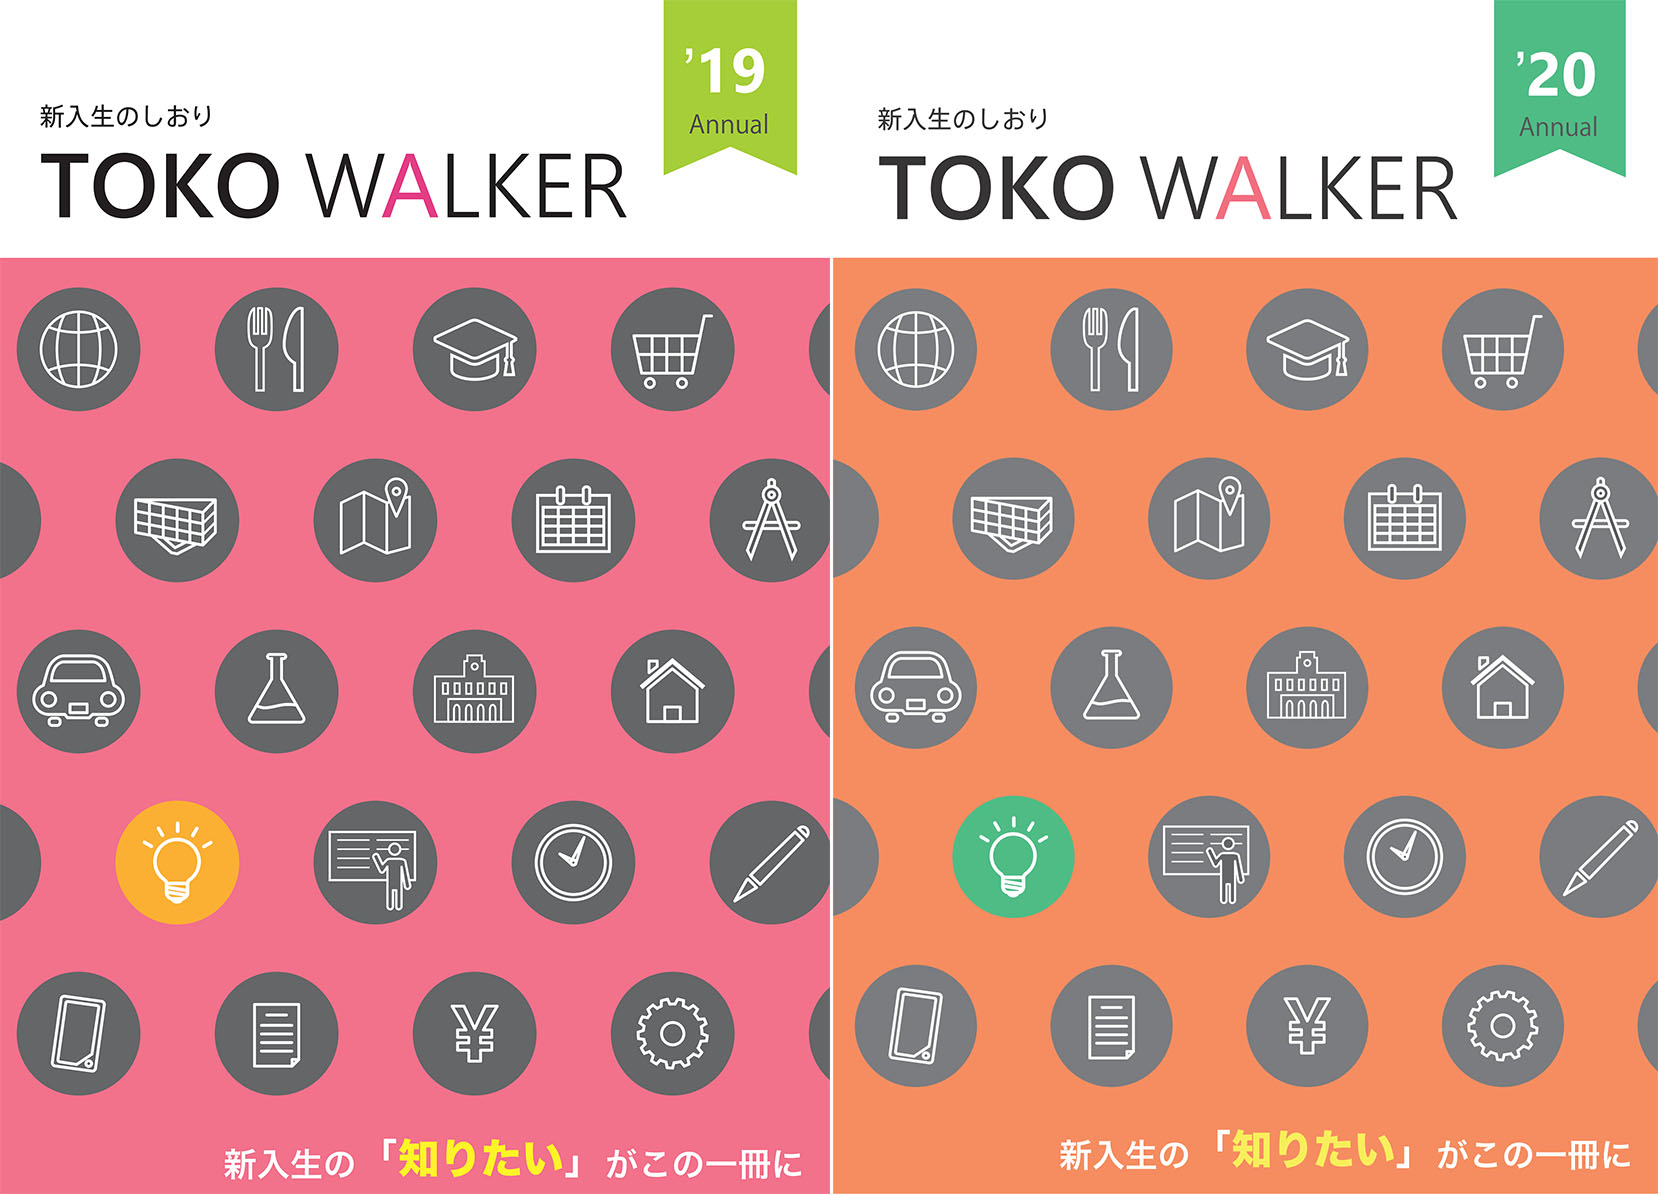 ’19
Annual
新入生のしおり
TOKO WALKER
¥
新入生の「知りたい」がこの一冊に
’20
Annual
新入生のしおり
TOKO WALKER
¥
新入生の「知りたい」がこの一冊に